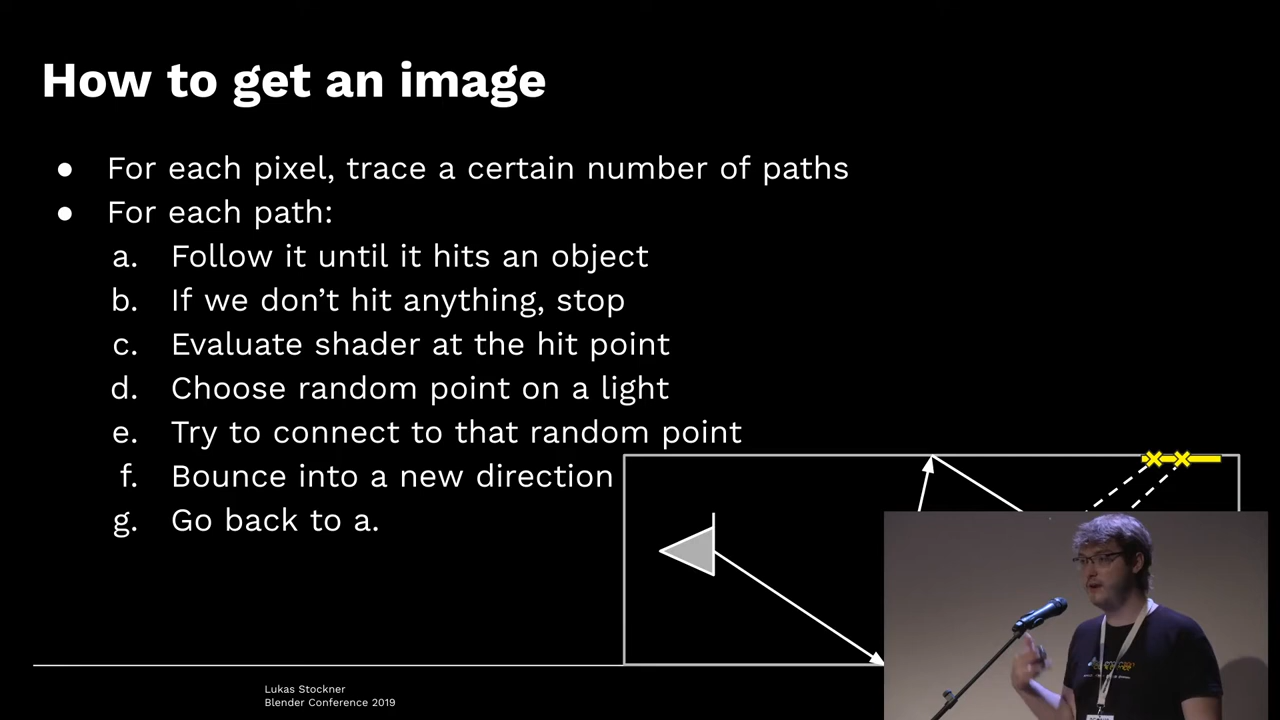 How to get an image
● For each pixel, trace a certain number of paths
● For each path:
a. Follow it until it hits an object
b. If we don’t hit anything, stop
c. Evaluate shader at the hit point
d. Choose random point on a light
e. Try to connect to that random point
f. Bounce into a new direction
g. Go back to a.
Lukas Stockner
Blender Conference 2019